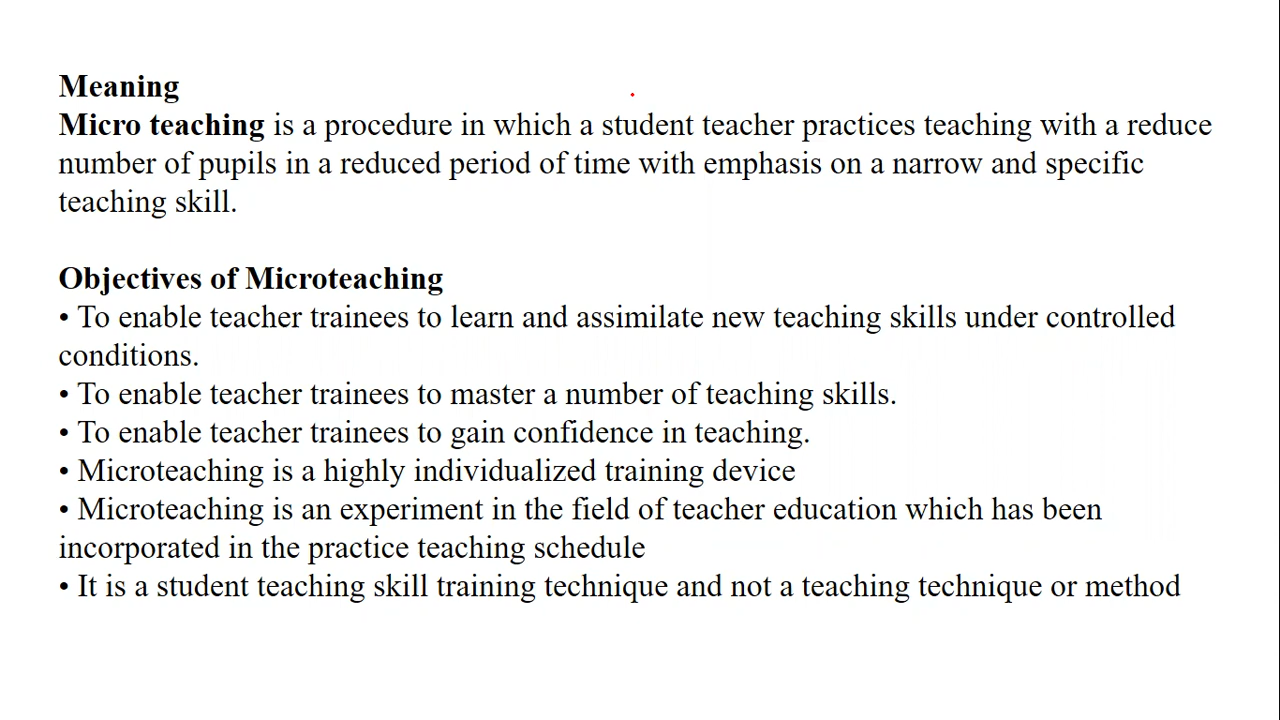 Meaning
Micro teaching is a procedure in which a student teacher practices teaching with a reduce
number of pupils in a reduced period of time with emphasis on a narrow and specific
teaching skill.
Objectives of Microteaching
• To enable teacher trainees to learn and assimilate new teaching skills under controlled
conditions.
• To enable teacher trainees to master a number of teaching skills.
• To enable teacher trainees to gain confidence in teaching.
• Microteaching is a highly individualized training device
• Microteaching is an experiment in the field of teacher education which has been
incorporated in the practice teaching schedule
• It is a student teaching skill training technique and not a teaching technique or method